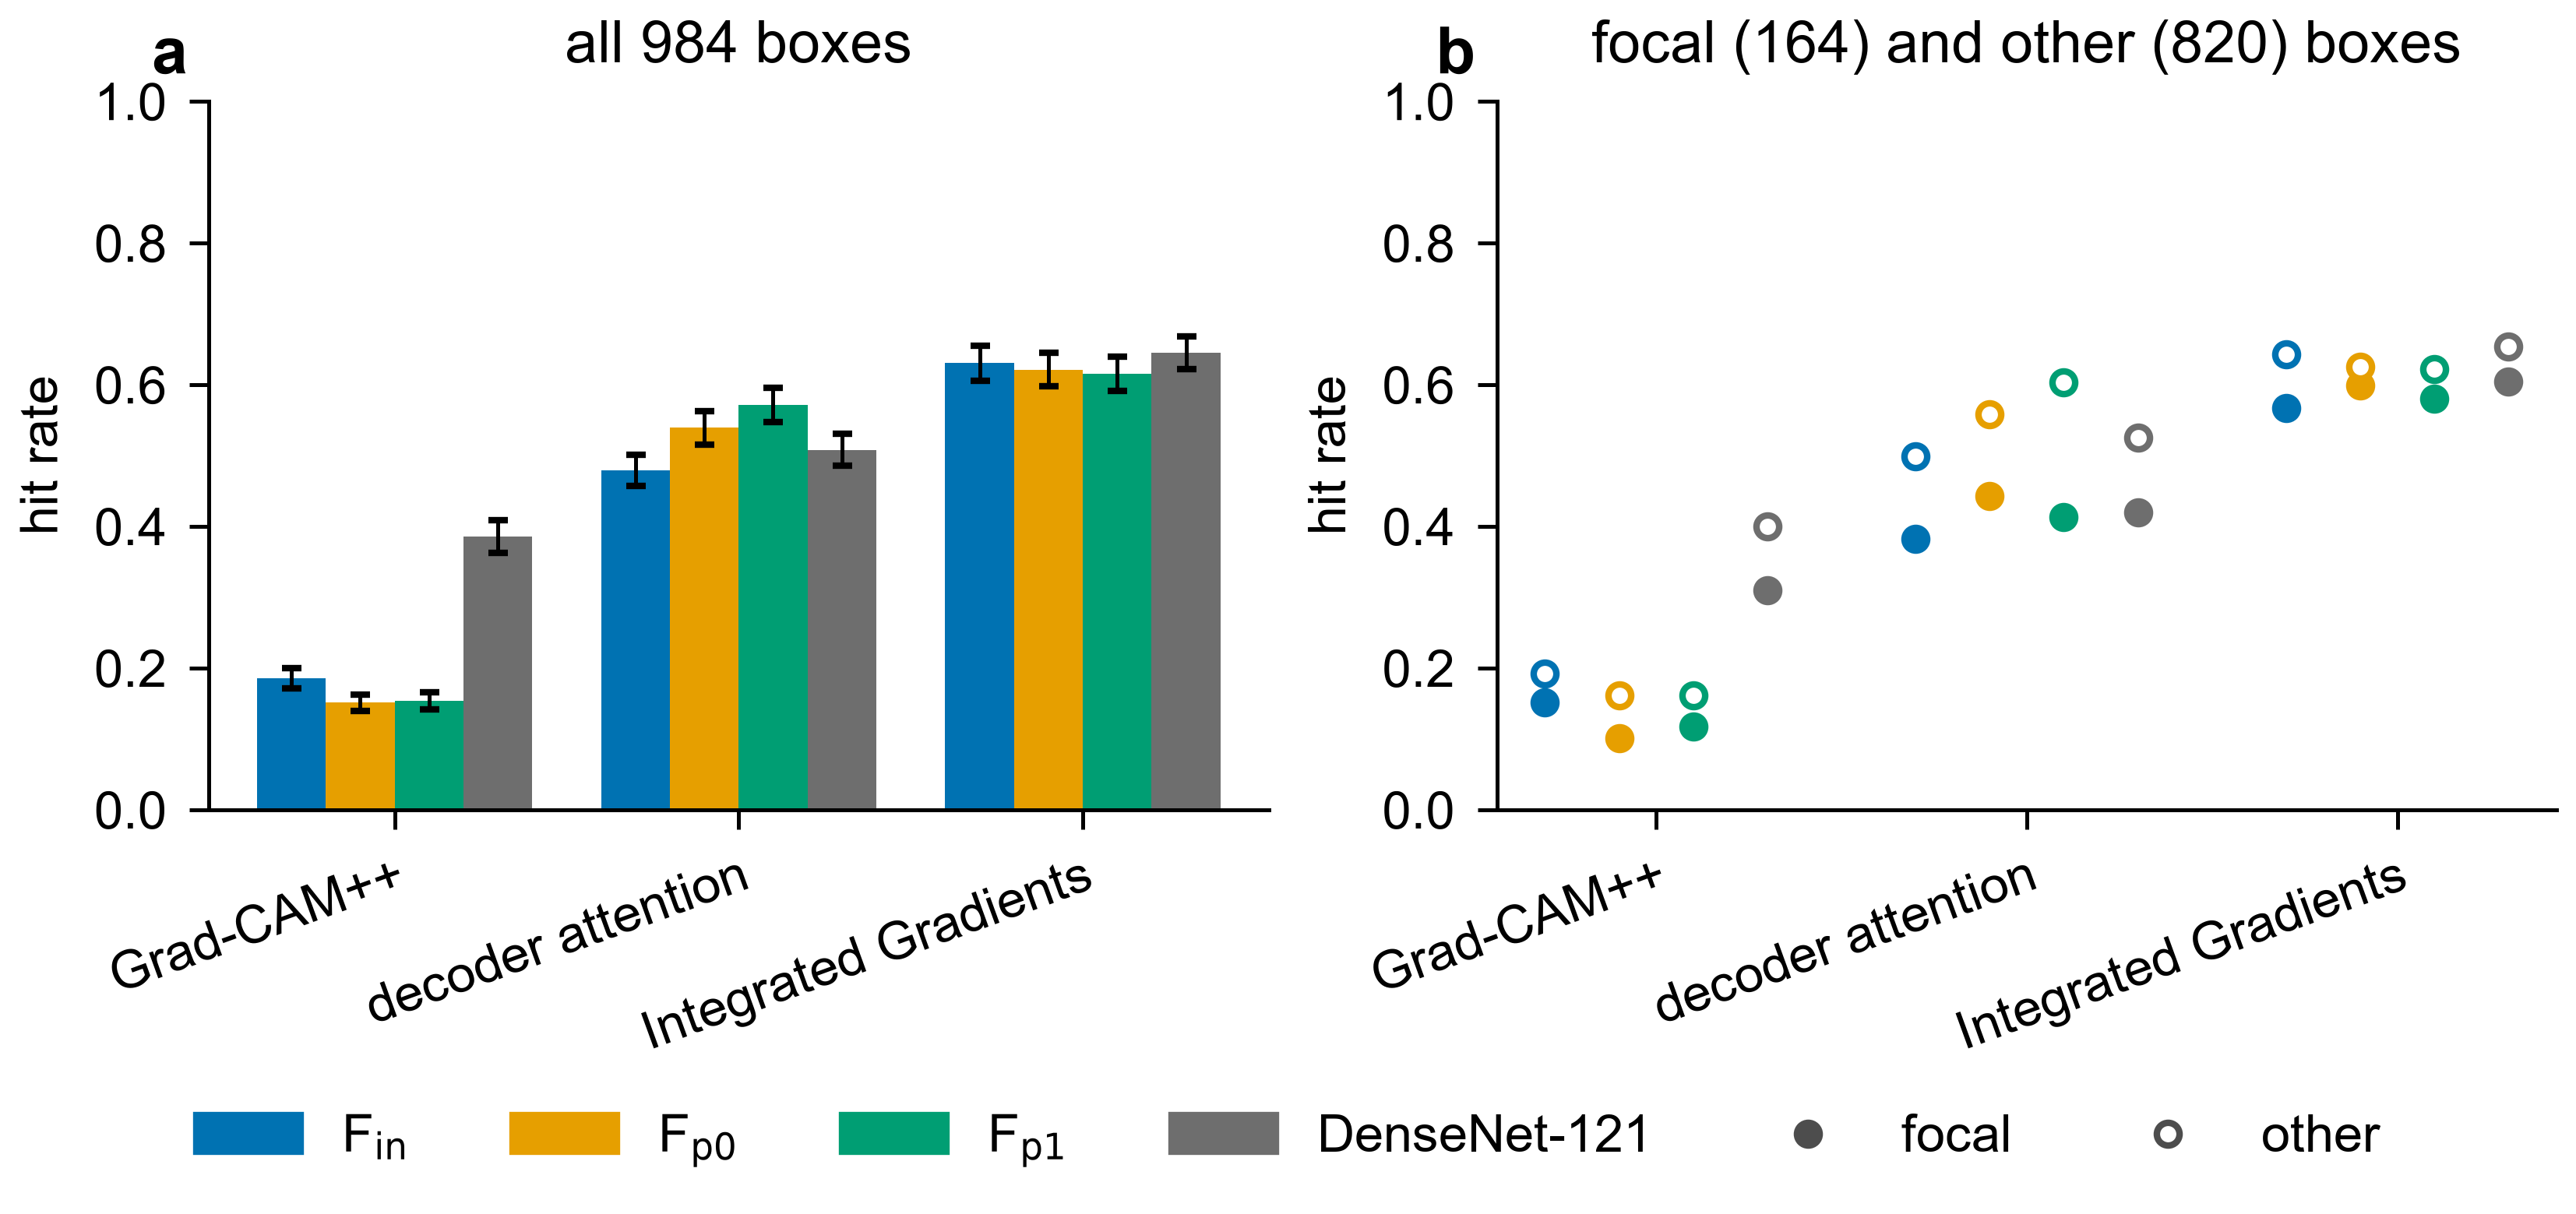 a
all 984 boxes
1.0
0.8
0.6
0.4
0.2
0.0
hit rate
Grad-CAM++
decoder attention
Integrated Gradients
b
focal (164) and other (820) boxes
1.0
0.8
0.6
0.4
0.2
0.0
hit rate
Grad-CAM++
decoder attention
Integrated Gradients
Fin Fp0 Fp1 DenseNet-121 focal other